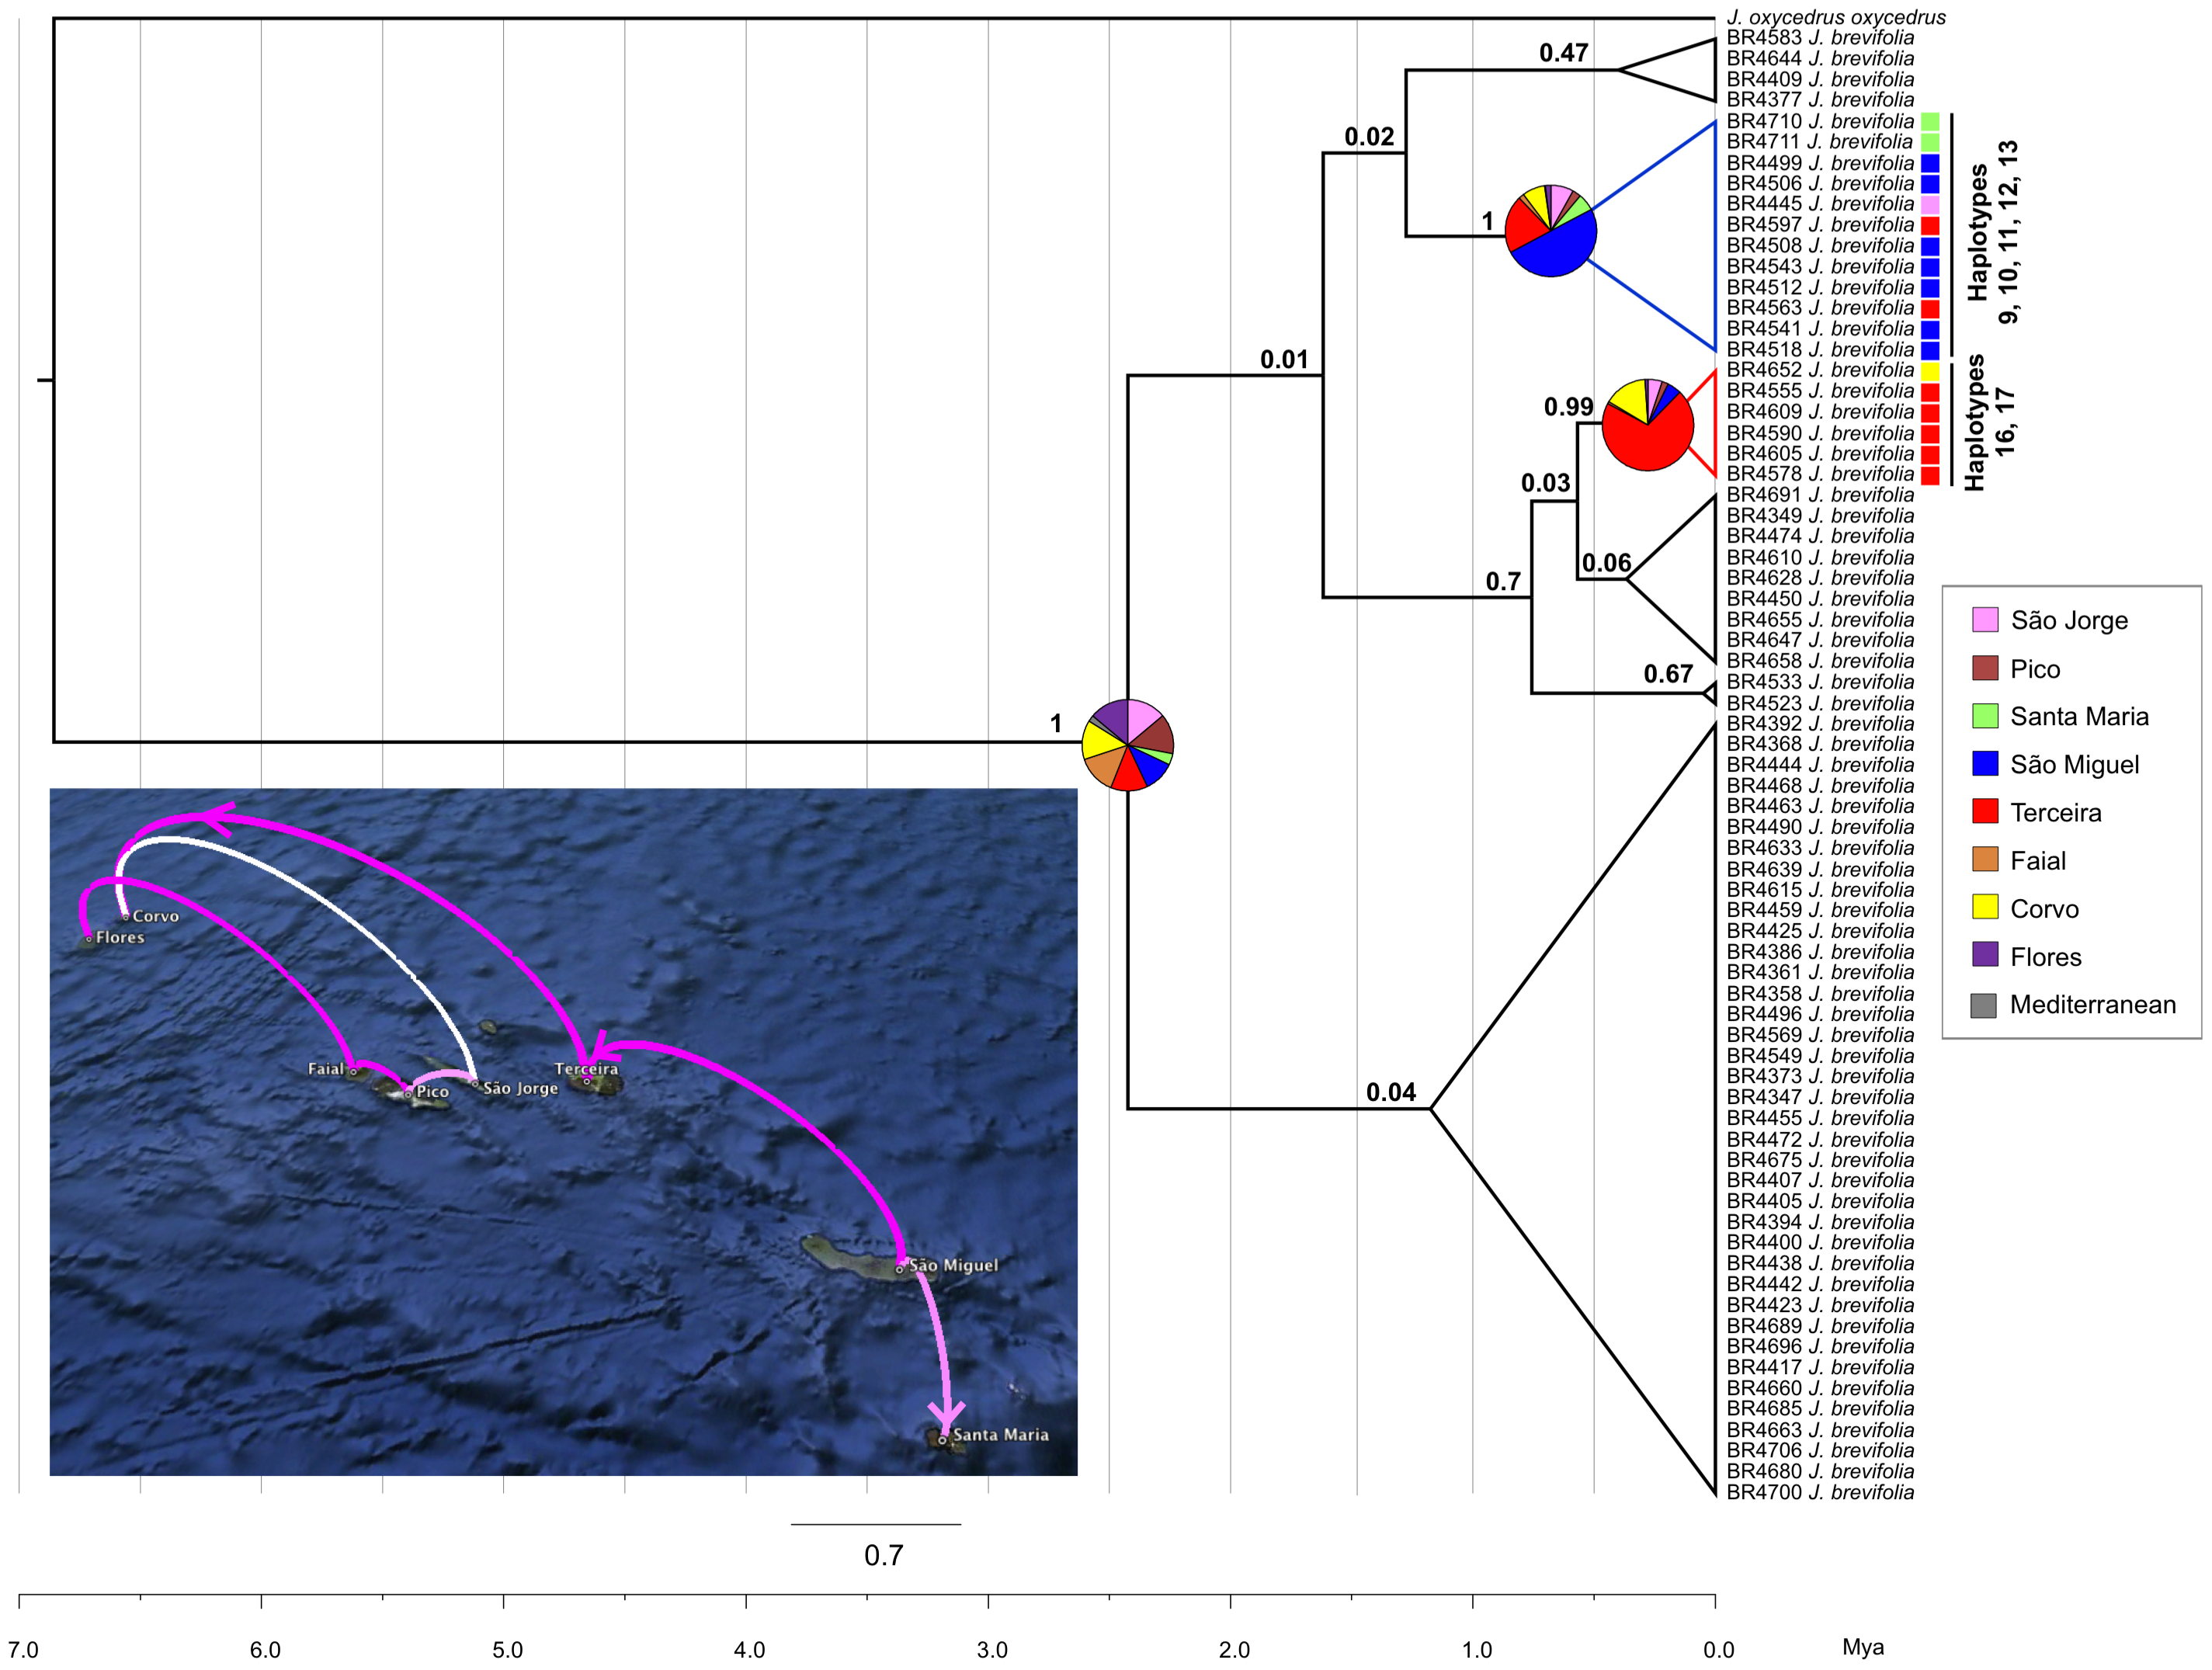 J. oxycedrus oxycedrus
BR4583 J. brevifolia
BR4644 J. brevifolia
BR4409 J. brevifolia
BR4377 J. brevifolia
BR4710 J. brevifolia
BR4711 J. brevifolia
BR4499 J. brevifolia
BR4506 J. brevifolia
BR4445 J. brevifolia
BR4597 J. brevifolia
BR4508 J. brevifolia
BR4543 J. brevifolia
BR4512 J. brevifolia
BR4563 J. brevifolia
BR4541 J. brevifolia
BR4518 J. brevifolia
BR4652 J. brevifolia
BR4555 J. brevifolia
BR4609 J. brevifolia
BR4590 J. brevifolia
BR4605 J. brevifolia
BR4578 J. brevifolia
BR4691 J. brevifolia
BR4349 J. brevifolia
BR4474 J. brevifolia
BR4610 J. brevifolia
BR4628 J. brevifolia
BR4450 J. brevifolia
BR4655 J. brevifolia
BR4647 J. brevifolia
BR4658 J. brevifolia
BR4533 J. brevifolia
BR4523 J. brevifolia
BR4392 J. brevifolia
BR4368 J. brevifolia
BR4444 J. brevifolia
BR4468 J. brevifolia
BR4463 J. brevifolia
BR4490 J. brevifolia
BR4633 J. brevifolia
BR4639 J. brevifolia
BR4615 J. brevifolia
BR4459 J. brevifolia
BR4425 J. brevifolia
BR4386 J. brevifolia
BR4361 J. brevifolia
BR4358 J. brevifolia
BR4496 J. brevifolia
BR4569 J. brevifolia
BR4549 J. brevifolia
BR4373 J. brevifolia
BR4347 J. brevifolia
BR4455 J. brevifolia
BR4472 J. brevifolia
BR4675 J. brevifolia
BR4407 J. brevifolia
BR4405 J. brevifolia
BR4394 J. brevifolia
BR4400 J. brevifolia
BR4438 J. brevifolia
BR4442 J. brevifolia
BR4423 J. brevifolia
BR4689 J. brevifolia
BR4696 J. brevifolia
BR4417 J. brevifolia
BR4660 J. brevifolia
BR4685 J. brevifolia
BR4663 J. brevifolia
BR4706 J. brevifolia
BR4680 J. brevifolia
BR4700 J. brevifolia
Haplotypes
9, 10, 11, 12, 13
Haplotypes
16, 17
0.47
0.02
1
0.01
0.99
0.03
0.06
0.7
0.67
1
0.04
São Jorge
Pico
Santa Maria
São Miguel
Terceira
Faial
Corvo
Flores
Mediterranean
Corvo
Flores
Faial
Pico
São Jorge
Terceira
São Miguel
Santa Maria
0.7
7.0 6.0 5.0 4.0 3.0 2.0 1.0 0.0 Mya